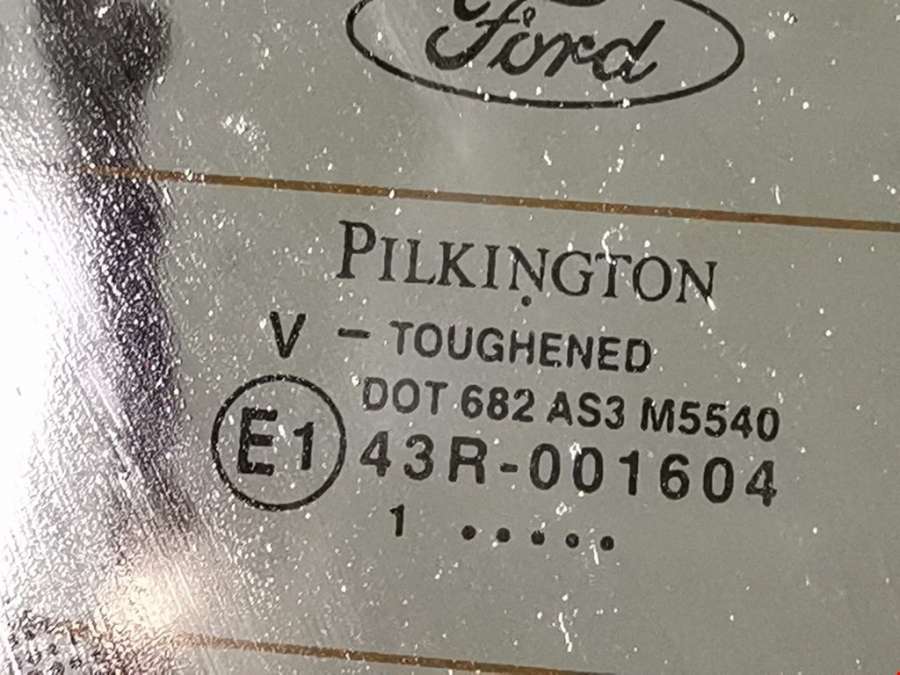 Ford
PILKINGTON
V - TOUGHENED
DOT 682 AS3 M5540
E1 43R-001604
1 .....